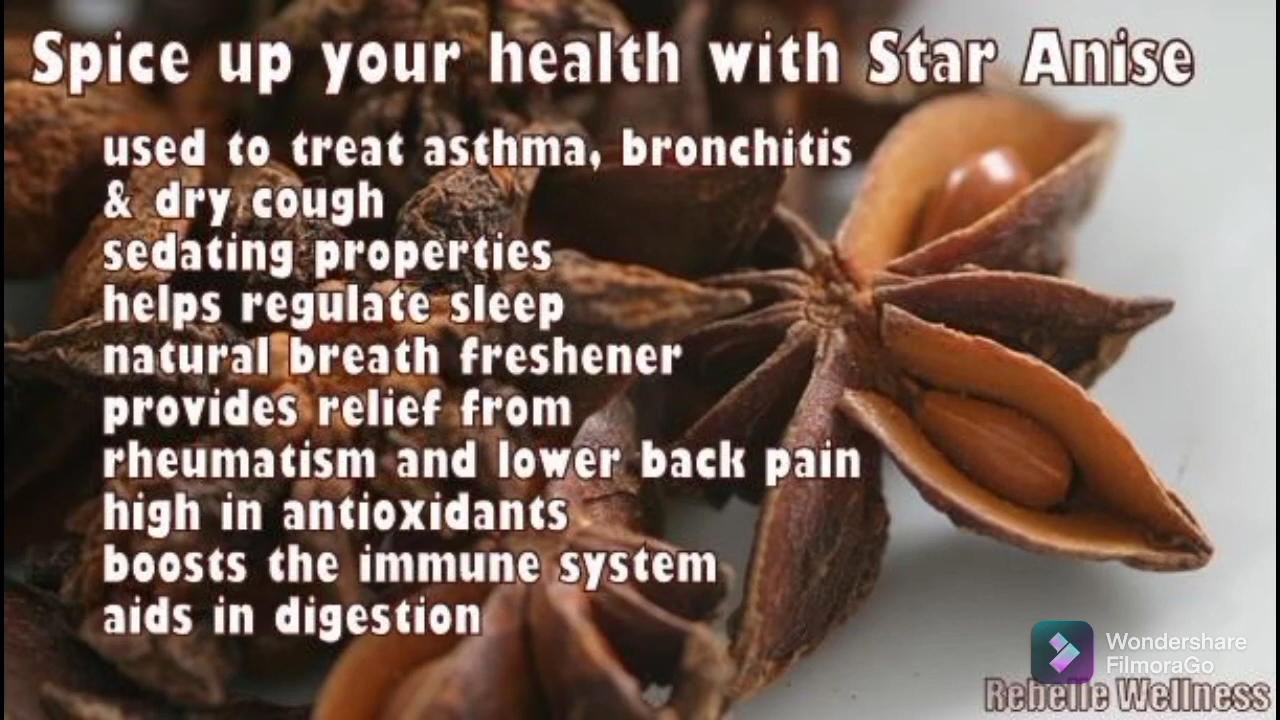 Spice up your health with Star Anise
used to treat asthma, bronchitis
& dry cough
sedating properties
helps regulate sleep
natural breath freshener
provides relief from
rheumatism and lower back pain
high in antioxidants
boosts the immune system
aids in digestion
Wondershare
FilmoraGo
Rebelle Wellness